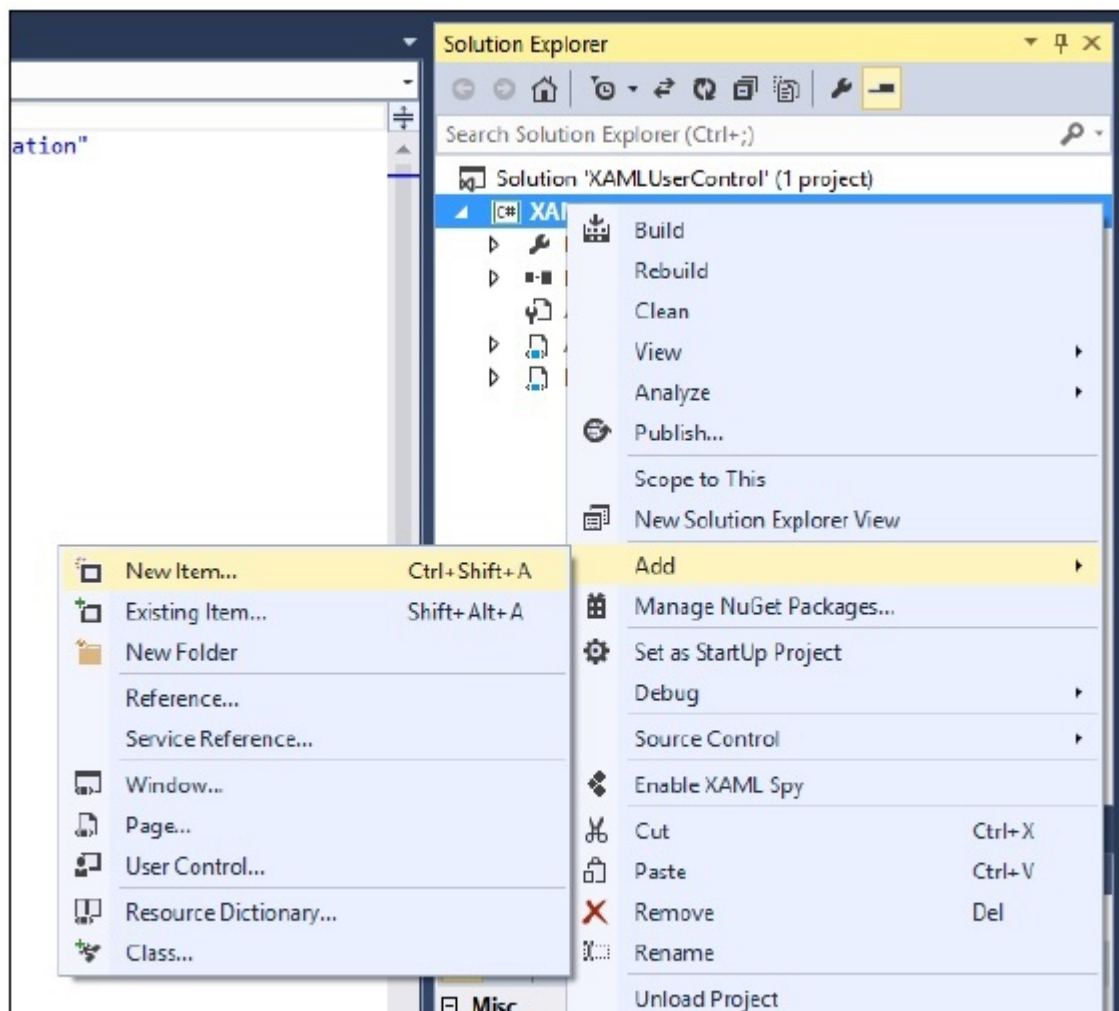 Solution Explorer
ation"
Search Solution Explorer (Ctrl+;)
Solution 'XAMLUserControl' (1 project)
C#
Build
Rebuild
Clean
View
Analyze
Publish...
Scope to This
New Solution Explorer View
Add
Manage NuGet Packages...
Set as StartUp Project
Debug
Source Control
Enable XAML Spy
Cut Ctrl+X
Paste Ctrl+V
Remove Del
Rename
Unload Project
New Item... Ctrl+Shift+A
Existing Item... Shift+Alt+A
New Folder
Reference...
Service Reference...
Window...
Page...
User Control...
Resource Dictionary...
Class...
Misc